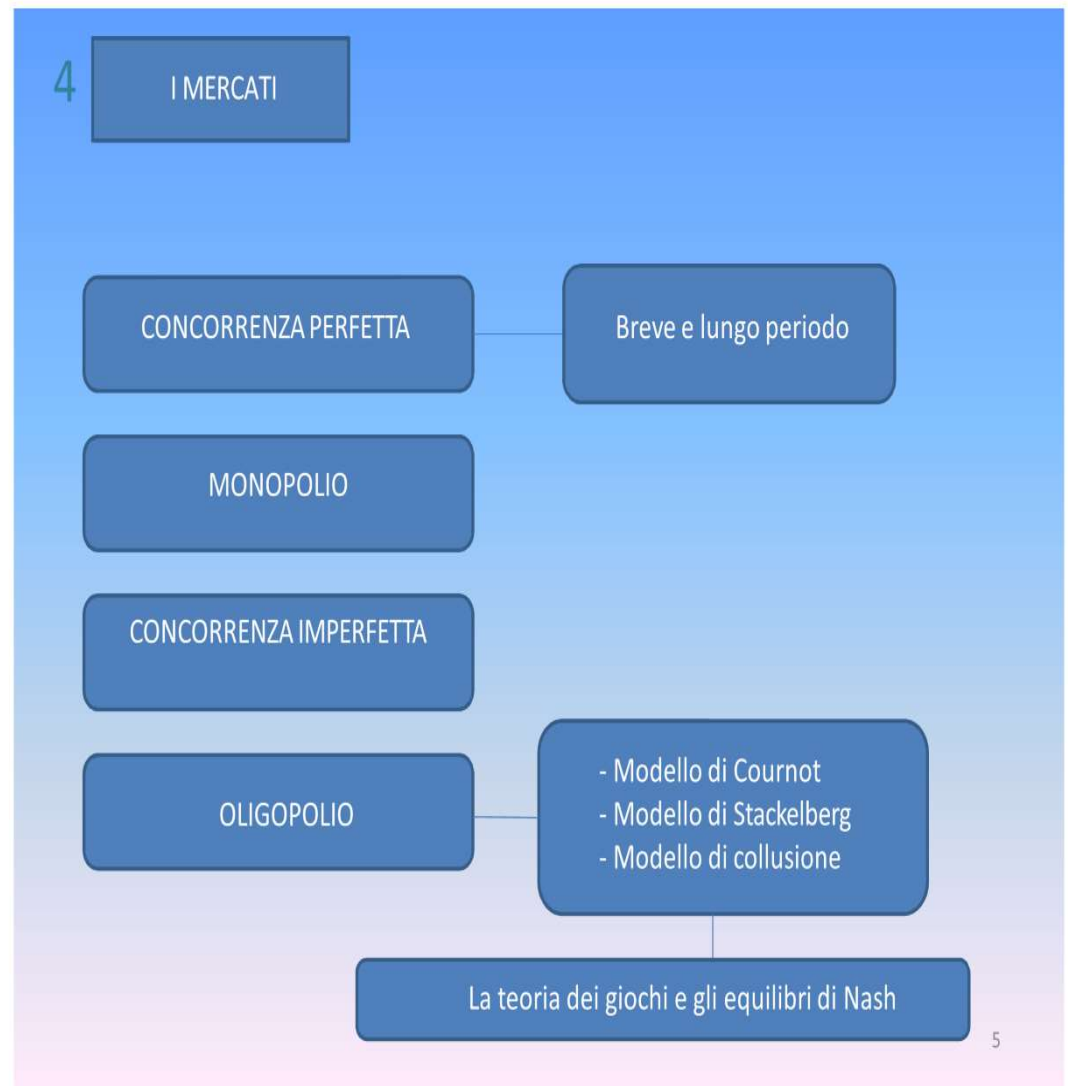 4
I MERCATI
CONCORRENZA PERFETTA
Breve e lungo periodo
MONOPOLIO
CONCORRENZA IMPERFETTA
OLIGOPOLIO
- Modello di Cournot
- Modello di Stackelberg
- Modello di collusione
La teoria dei giochi e gli equilibri di Nash
5